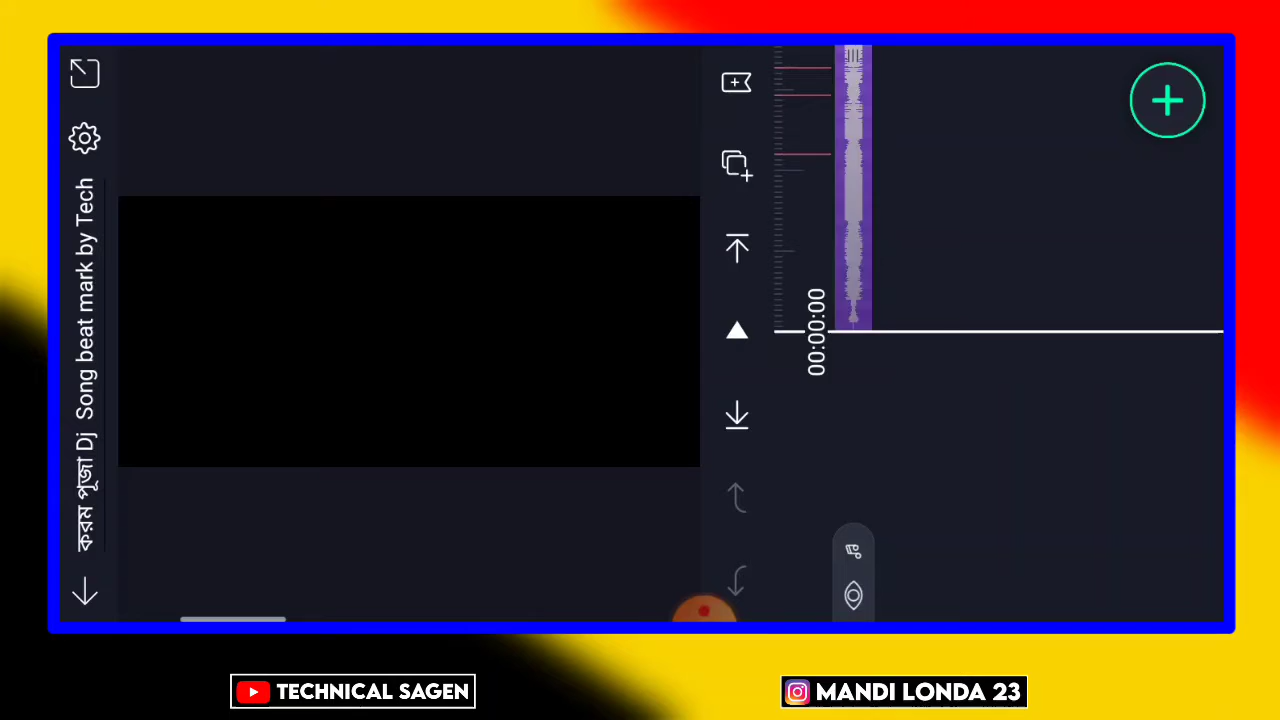 করম পূজা Dj Song beat mark by Tech
00:00:00
TECHNICAL SAGEN
MANDI LONDA 23